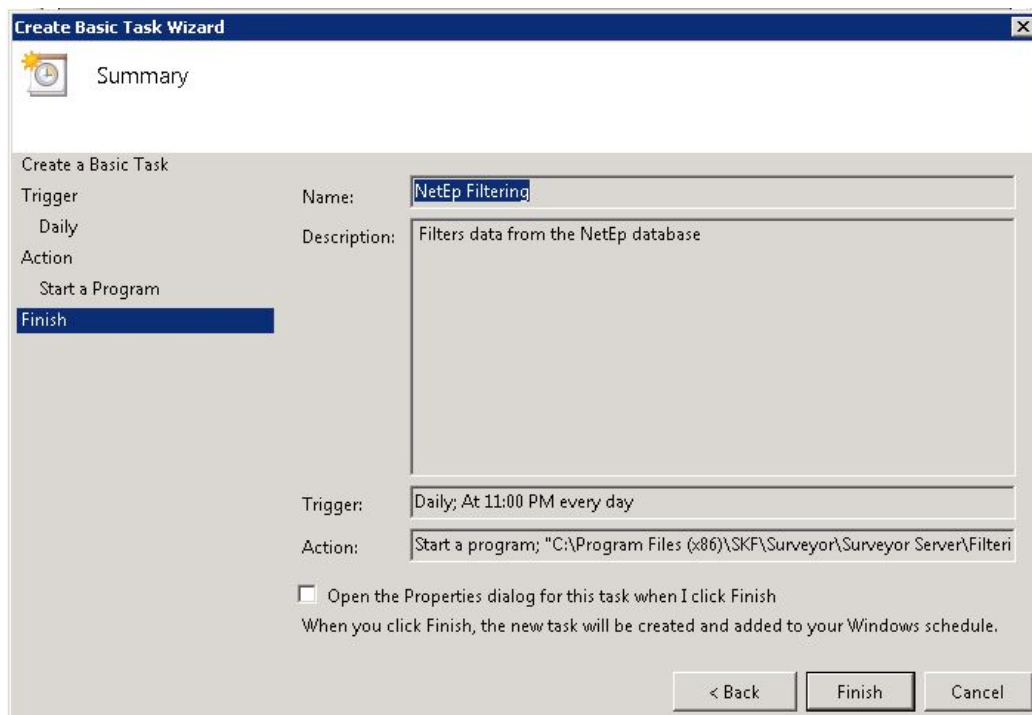 Create Basic Task Wizard
Summary
Create a Basic Task
Trigger
Daily
Action
Start a Program
Finish
Name:
NetEp Filtering
Description:
Filters data from the NetEp database
Trigger:
Daily; At 11:00 PM every day
Action:
Start a program; "C:\Program Files (x86)\SKF\Surveyor\Surveyor Server\Filteri
Open the Properties dialog for this task when I click Finish
When you click Finish, the new task will be created and added to your Windows schedule.
< Back
Finish
Cancel